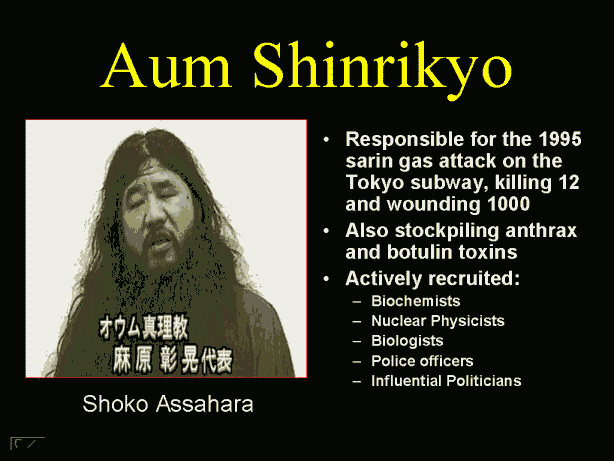 Aum Shinrikyo
• Responsible for the 1995
sarin gas attack on the
Tokyo subway, killing 12
and wounding 1000
• Also stockpiling anthrax
and botulin toxins
• Actively recruited:
– Biochemists
– Nuclear Physicists
– Biologists
– Police officers
– Influential Politicians
オウム真理教
麻原彰晃代表
Shoko Assahara